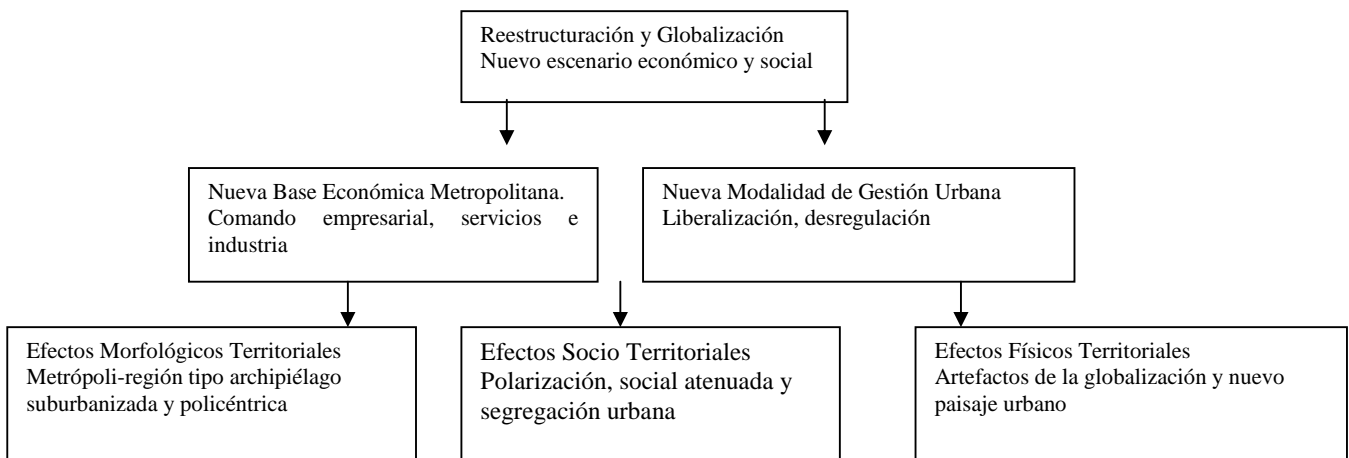 Reestructuración y Globalización
Nuevo escenario económico y social
Nueva Base Económica Metropolitana.
Comando empresarial, servicios e
industria
Nueva Modalidad de Gestión Urbana
Liberalización, desregulación
Efectos Morfológicos Territoriales
Metrópoli-región tipo archipiélago
suburbanizada y policéntrica
Efectos Socio Territoriales
Polarización, social atenuada y
segregación urbana
Efectos Físicos Territoriales
Artefactos de la globalización y nuevo
paisaje urbano